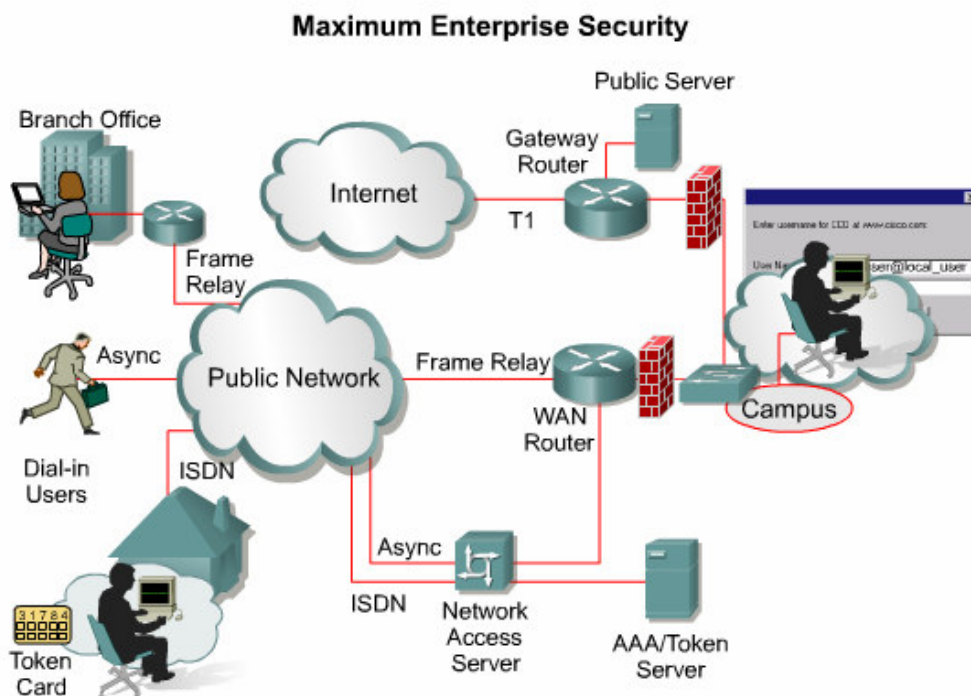 Maximum Enterprise Security
Public Server
Branch Office
Gateway
Router
Internet
T1
Enter username for
at www.cisco.com:
User Na
ser@local_user
Frame
Relay
Async
Public Network
Frame Relay
WAN
Router
Campus
Dial-in
Users
ISDN
Async
ISDN
Network
Access
Server
AAA/Token
Server
31784
Token
Card